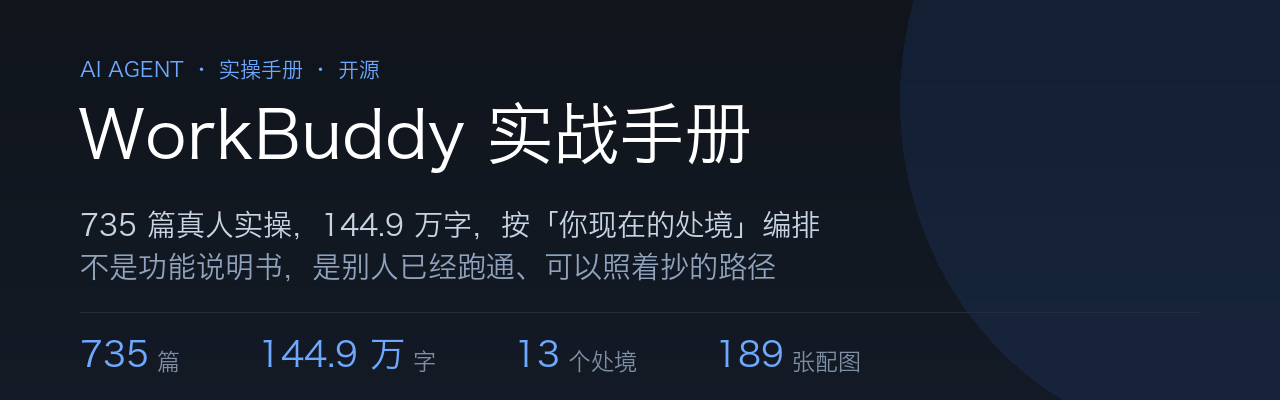 AI AGENT · 实操手册 · 开源
WorkBuddy 实战手册
735 篇真人实操，144.9 万字，按「你现在的处境」编排
不是功能说明书，是别人已经跑通、可以照着抄的路径
735 篇 144.9 万 字 13 个处境 189 张配图